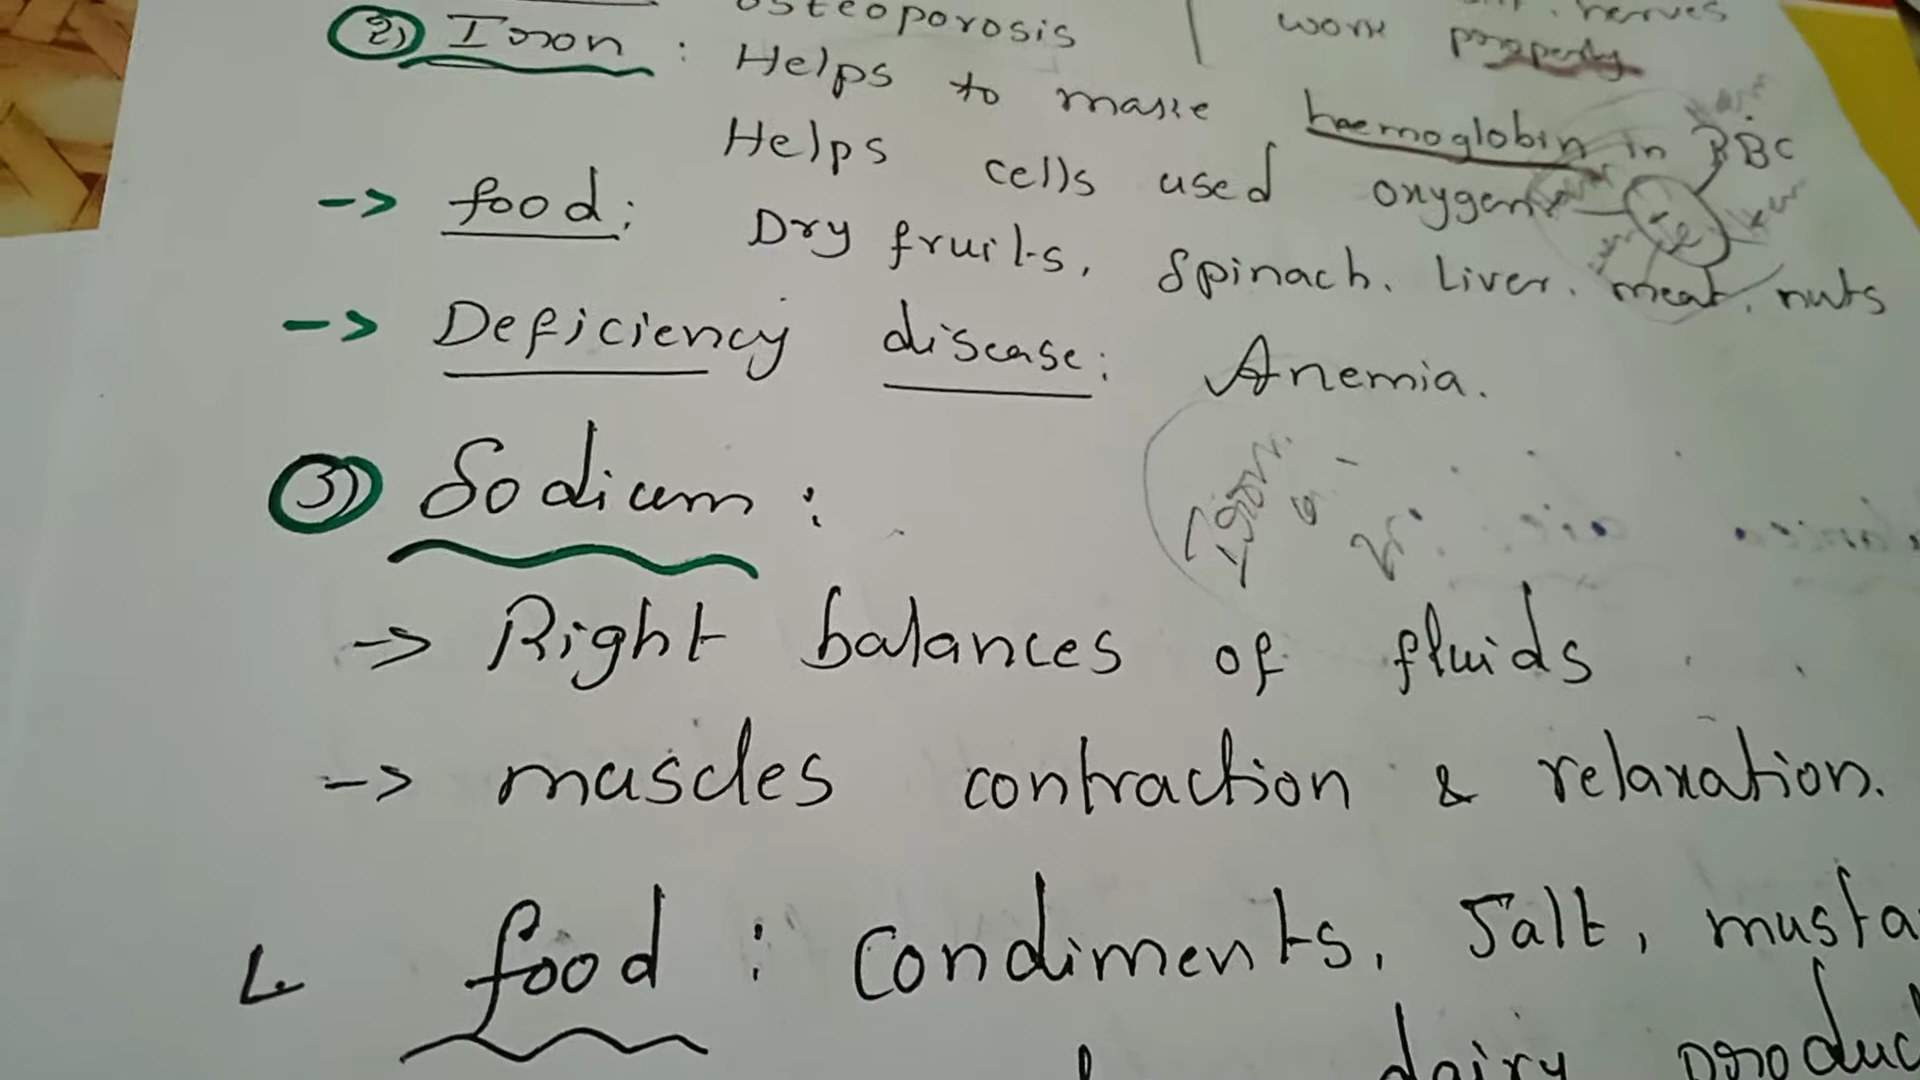 osteoporosis | work properly nerves
2) Iron : Helps to make haemoglobin in RBC
Helps cells used oxygen
-> food : Dry fruits, Spinach. Liver. meat, nuts
-> Deficiency disease : Anemia.
Iron
3) Sodium :
-> Right balances of fluids
-> muscles contraction & relaxation.
food : Condiments, Salt, musta
dairy produc